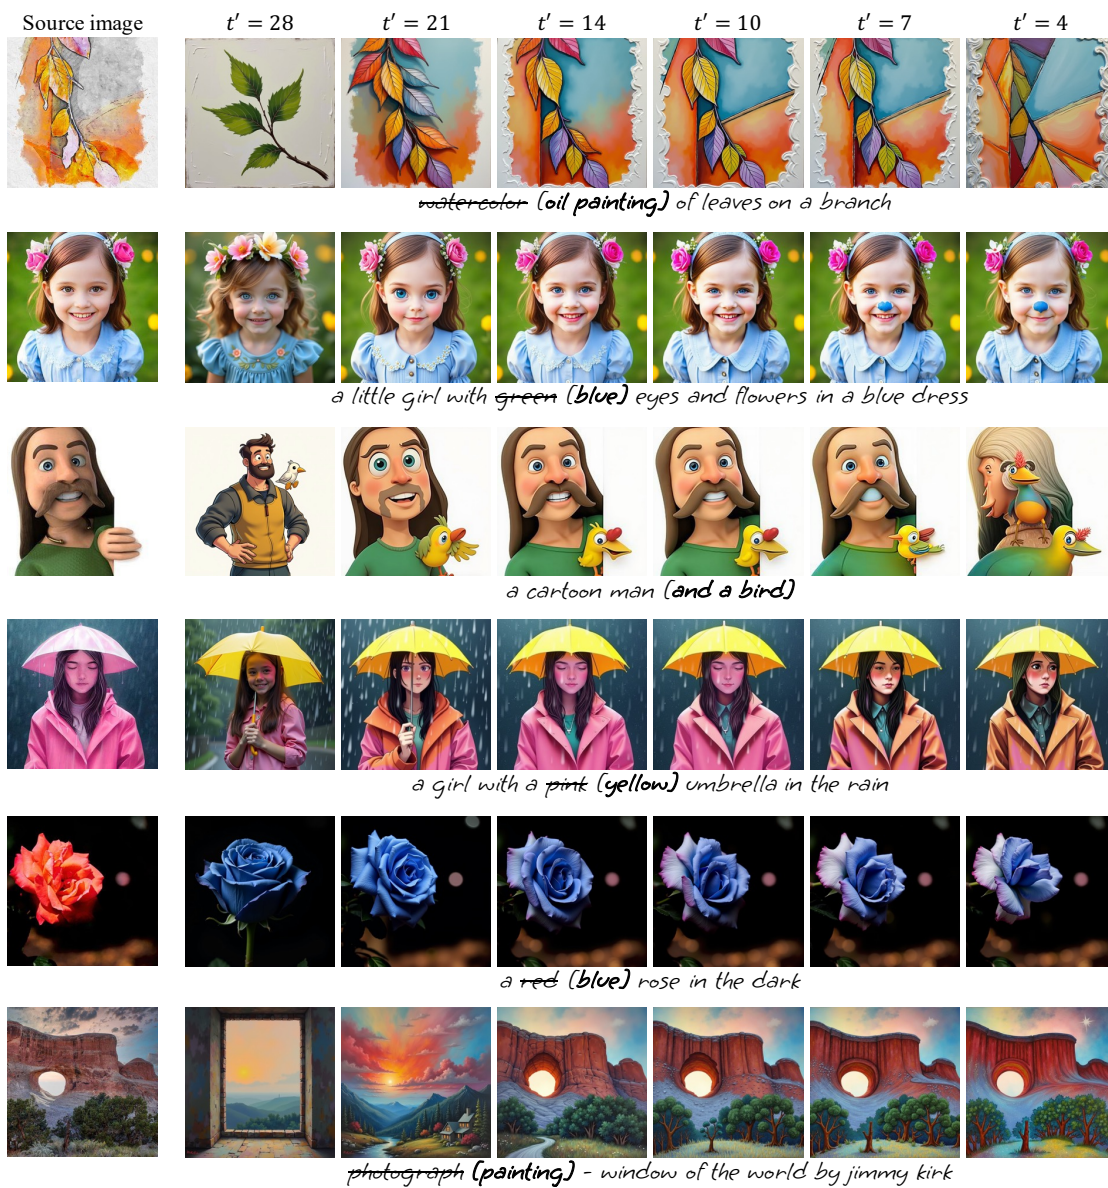 Source image t′ = 28 t′ = 21 t′ = 14 t′ = 10 t′ = 7 t′ = 4
watercolor [oil painting] of leaves on a branch
a little girl with green [blue] eyes and flowers in a blue dress
a cartoon man [and a bird]
a girl with a pink [yellow] umbrella in the rain
a red [blue] rose in the dark
photograph [painting] - window of the world by jimmy kirk